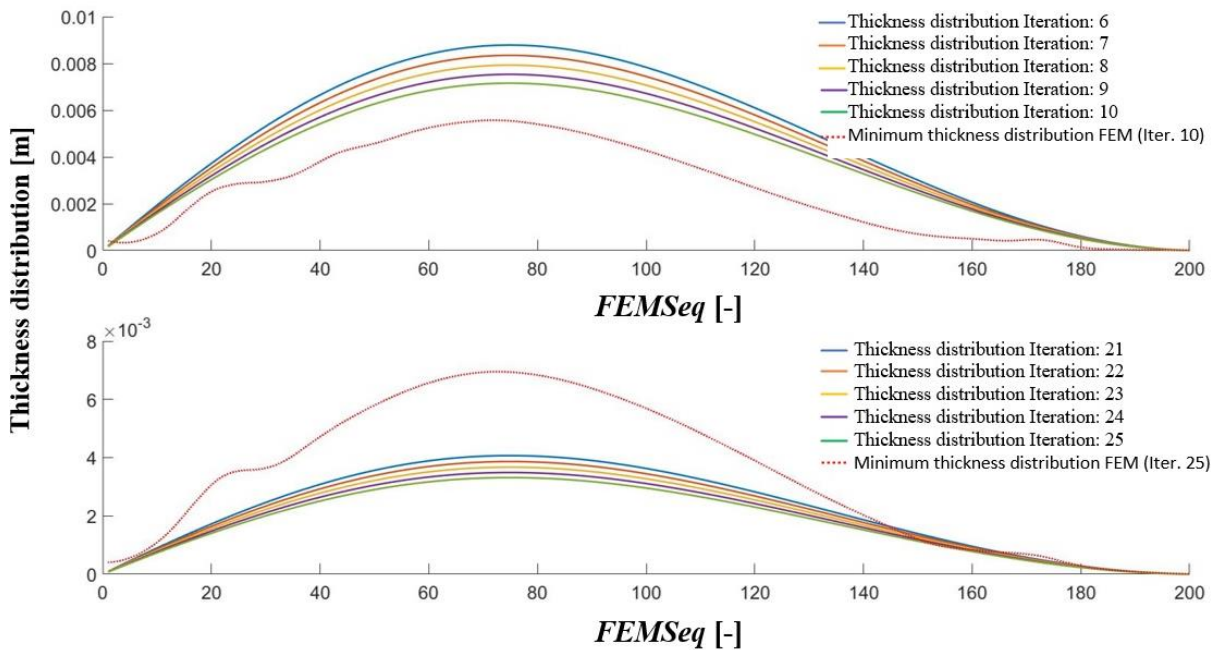 Thickness distribution [m]
0.01
0.008
0.006
0.004
0.002
0
0 20 40 60 80 100 120 140 160 180 200
FEMSeq [-]
Thickness distribution Iteration: 6
Thickness distribution Iteration: 7
Thickness distribution Iteration: 8
Thickness distribution Iteration: 9
Thickness distribution Iteration: 10
Minimum thickness distribution FEM (Iter. 10)
×10⁻³
8
6
4
2
0
0 20 40 60 80 100 120 140 160 180 200
FEMSeq [-]
Thickness distribution Iteration: 21
Thickness distribution Iteration: 22
Thickness distribution Iteration: 23
Thickness distribution Iteration: 24
Thickness distribution Iteration: 25
Minimum thickness distribution FEM (Iter. 25)